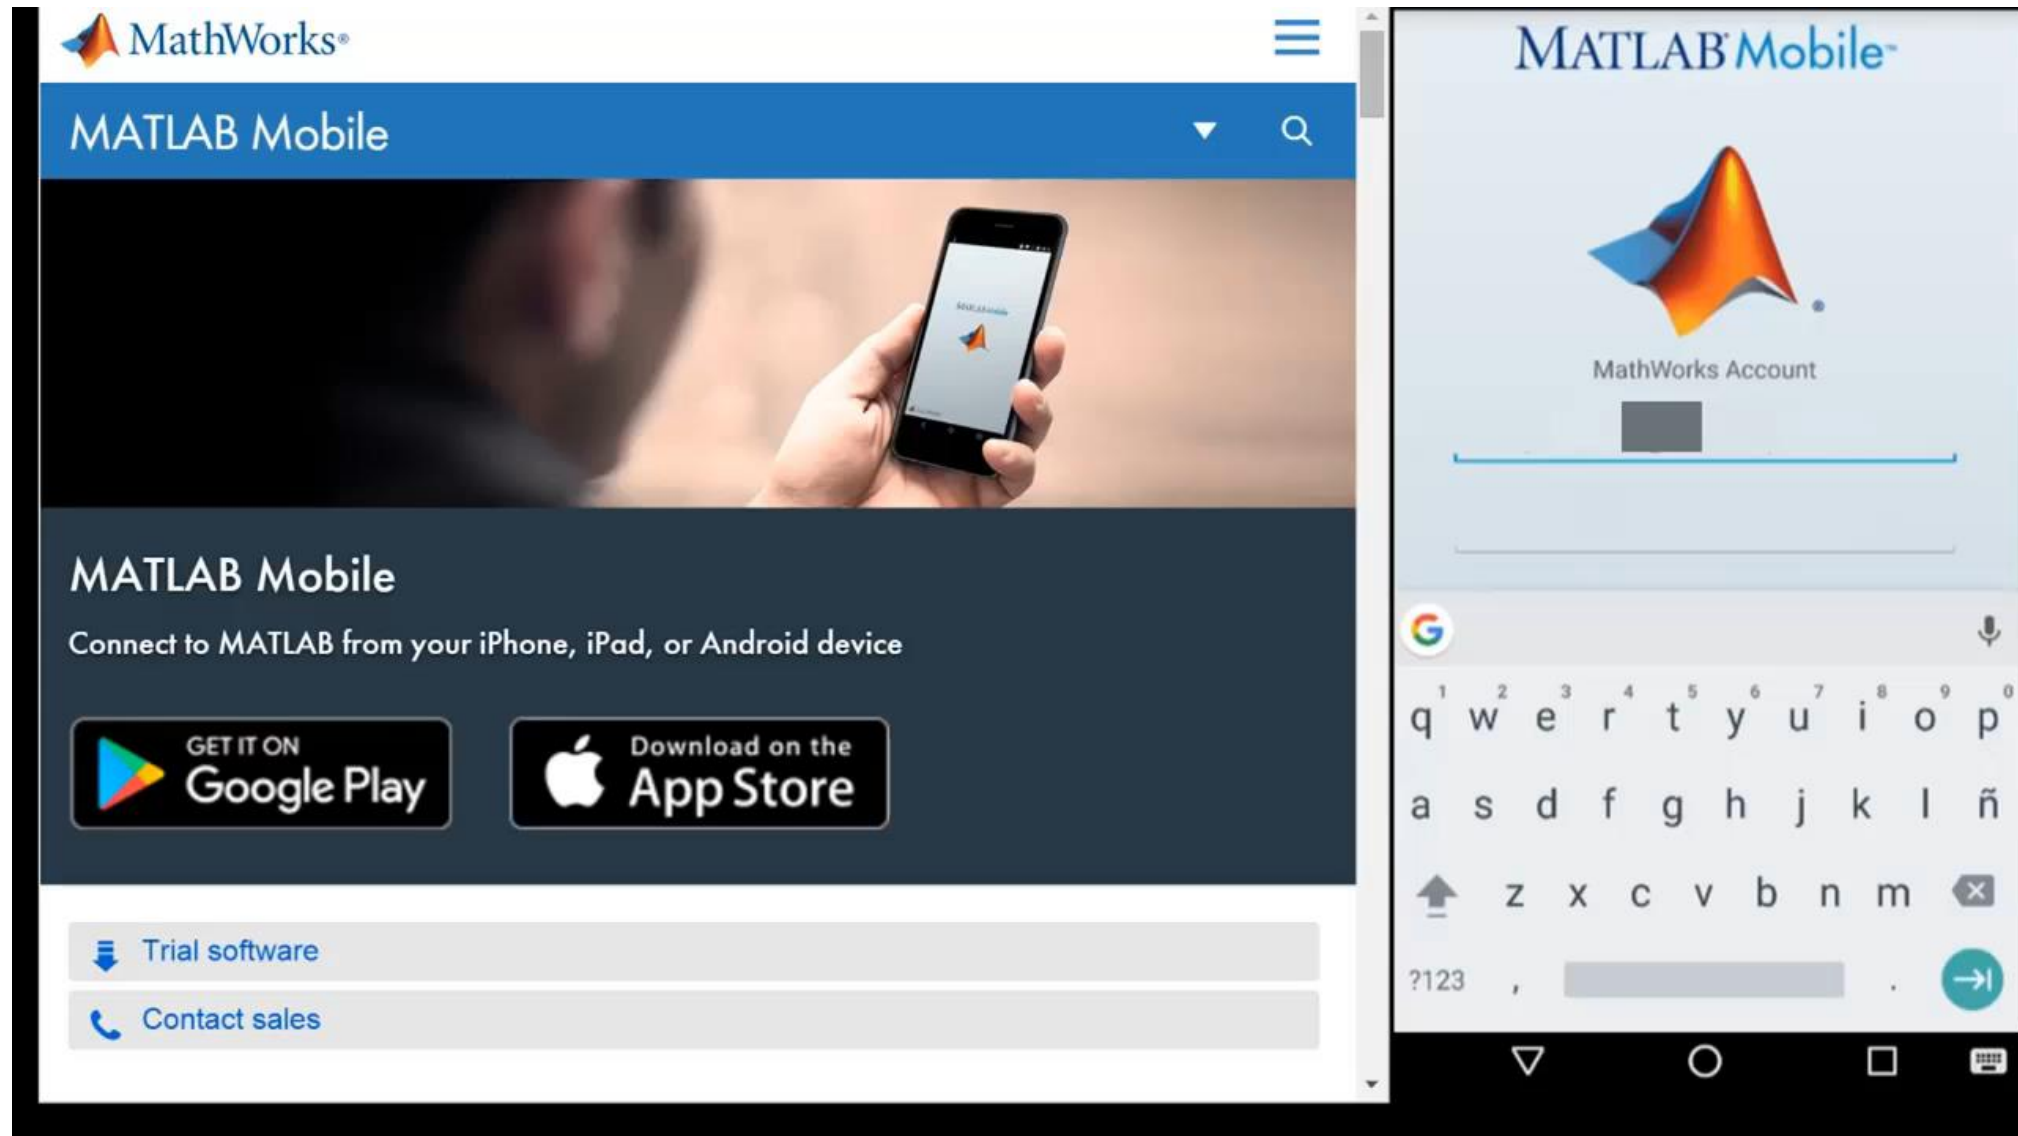 MathWorks®
MATLAB Mobile
MATLAB Mobile
MATLAB Mobile
Connect to MATLAB from your iPhone, iPad, or Android device
GET IT ON
Google Play
Download on the
App Store
Trial software
Contact sales
MATLAB® Mobile™
®
MathWorks Account
G
1 2 3 4 5 6 7 8 9 0
q w e r t y u i o p
a s d f g h j k l ñ
z x c v b n m
?123 , .